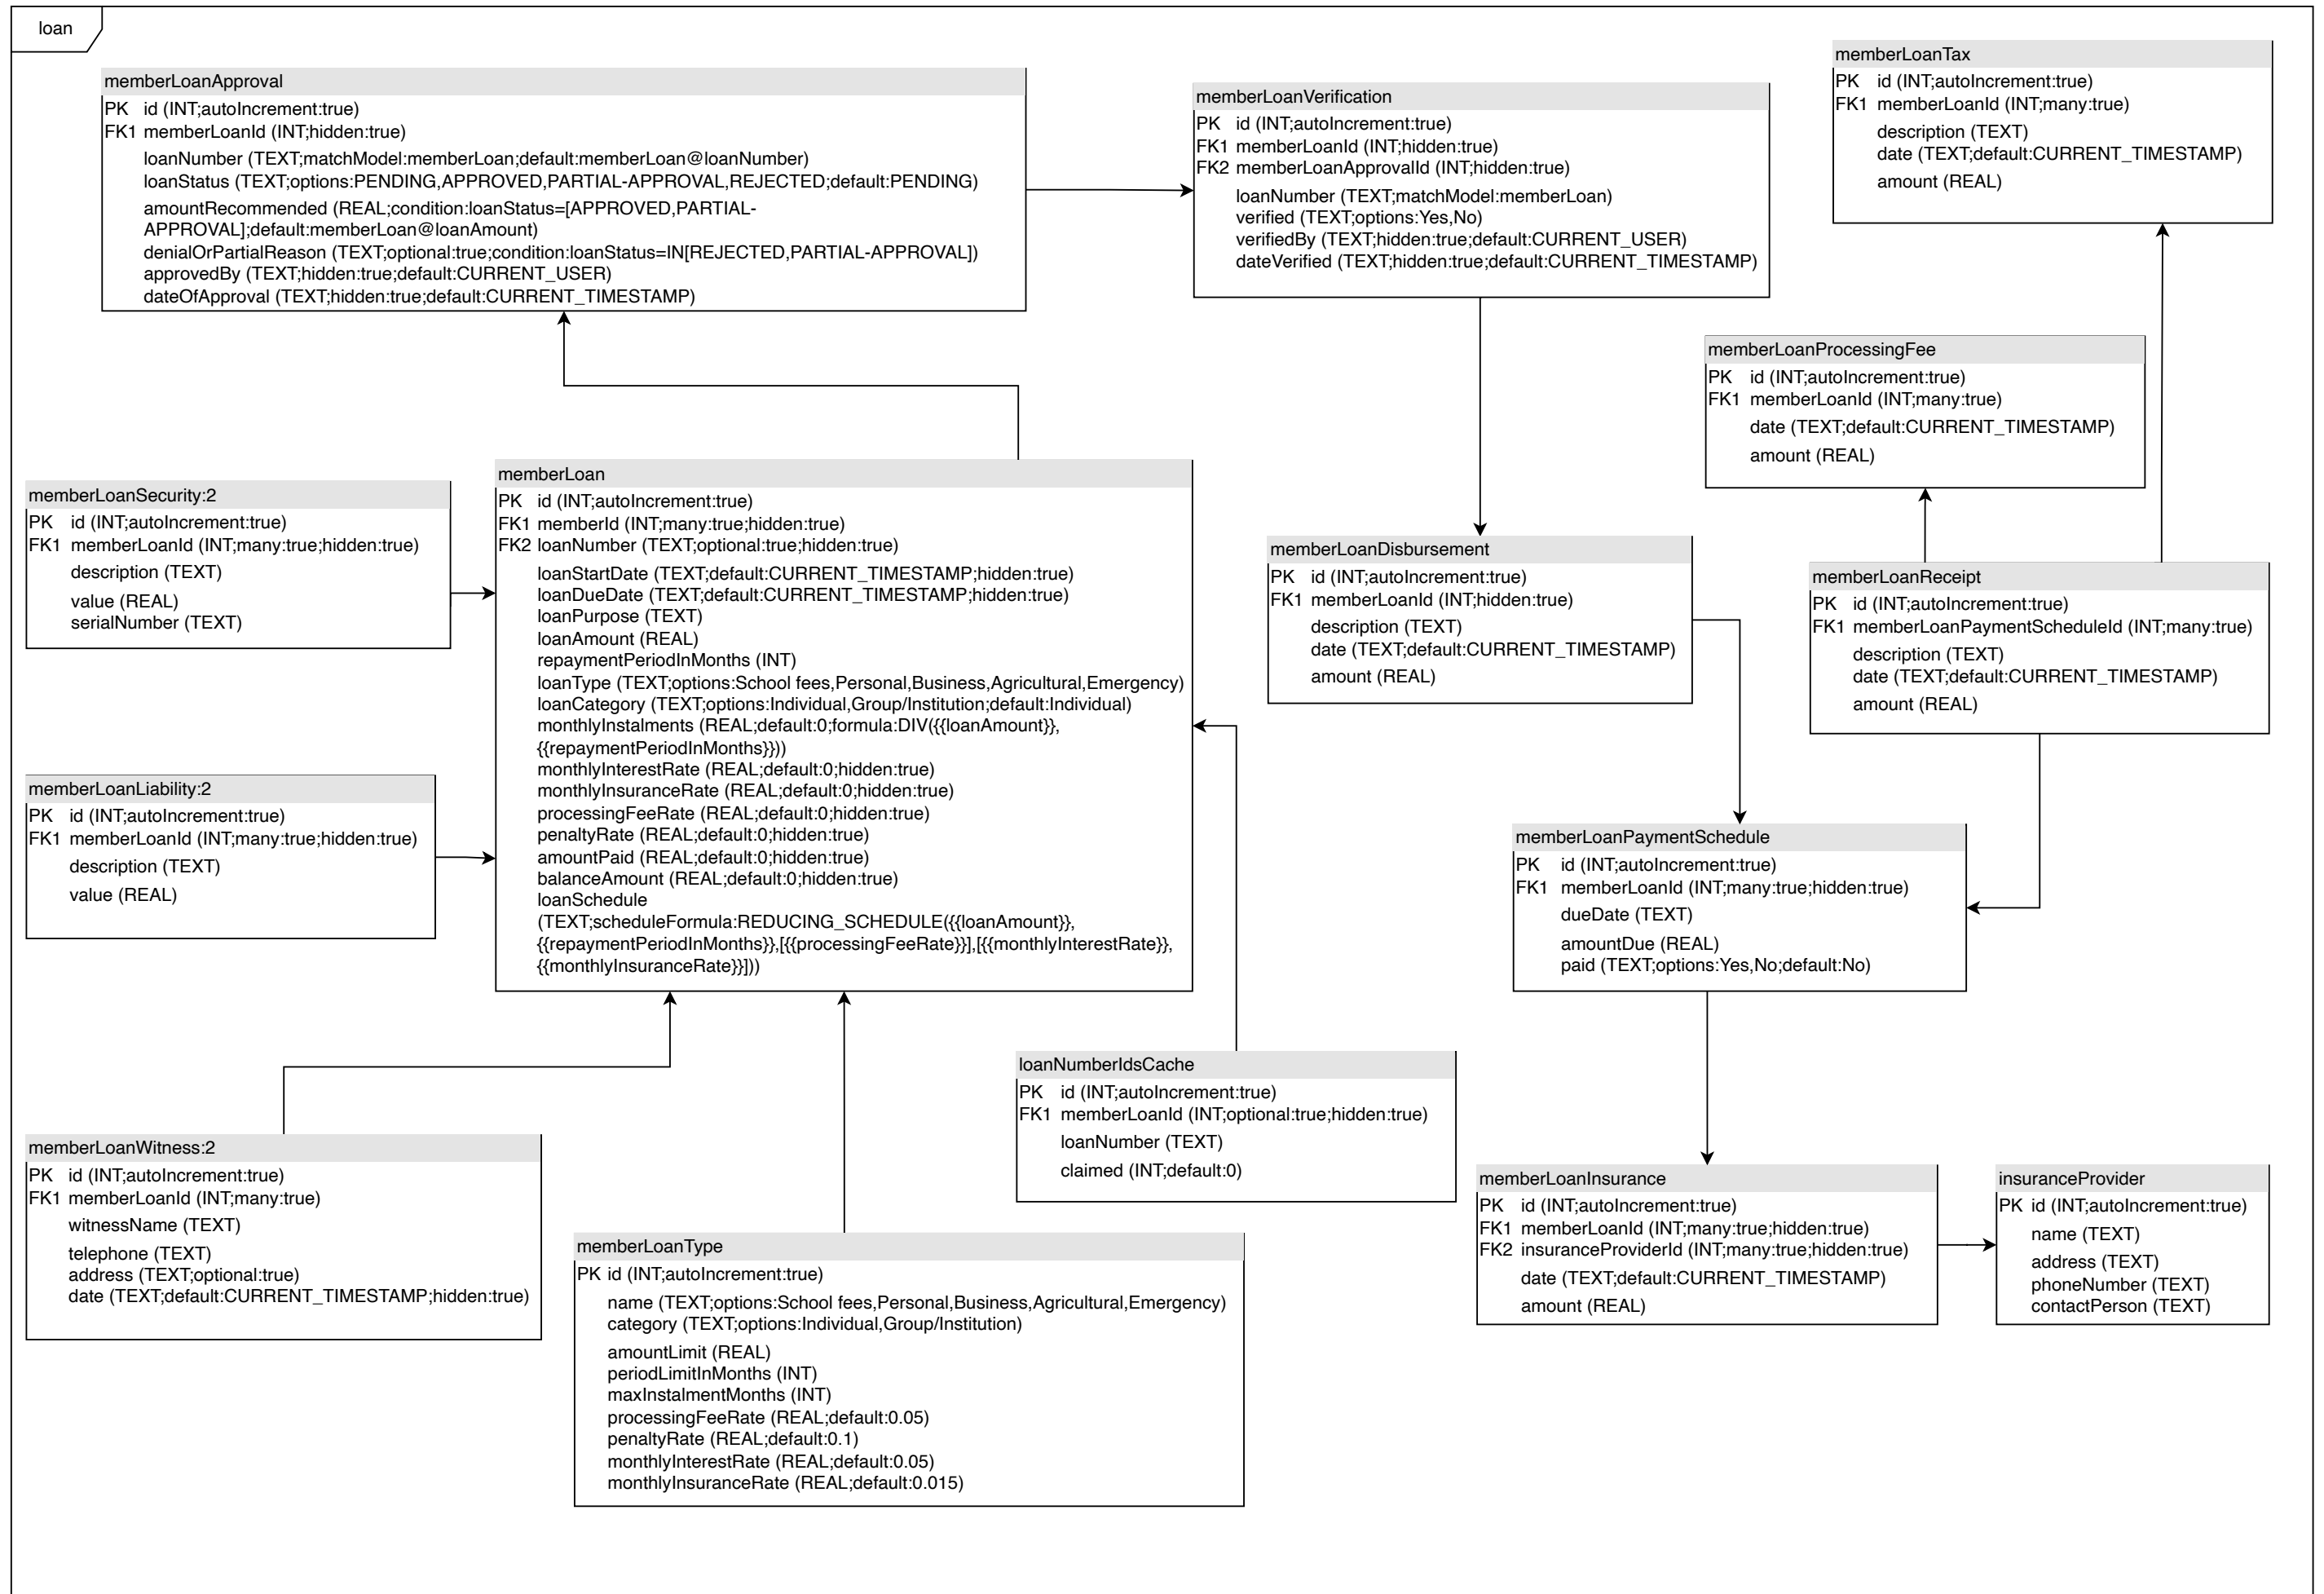 loan
memberLoanApproval
PK id (INT;autoIncrement:true)
FK1 memberLoanId (INT;hidden:true)
loanNumber (TEXT;matchModel:memberLoan;default:memberLoan@loanNumber)
loanStatus (TEXT;options:PENDING,APPROVED,PARTIAL-APPROVAL,REJECTED;default:PENDING)
amountRecommended (REAL;condition:loanStatus=[APPROVED,PARTIAL-
APPROVAL];default:memberLoan@loanAmount)
denialOrPartialReason (TEXT;optional:true;condition:loanStatus=IN[REJECTED,PARTIAL-APPROVAL])
approvedBy (TEXT;hidden:true;default:CURRENT_USER)
dateOfApproval (TEXT;hidden:true;default:CURRENT_TIMESTAMP)
memberLoanVerification
PK id (INT;autoIncrement:true)
FK1 memberLoanId (INT;hidden:true)
FK2 memberLoanApprovalId (INT;hidden:true)
loanNumber (TEXT;matchModel:memberLoan)
verified (TEXT;options:Yes,No)
verifiedBy (TEXT;hidden:true;default:CURRENT_USER)
dateVerified (TEXT;hidden:true;default:CURRENT_TIMESTAMP)
memberLoanTax
PK id (INT;autoIncrement:true)
FK1 memberLoanId (INT;many:true)
description (TEXT)
date (TEXT;default:CURRENT_TIMESTAMP)
amount (REAL)
memberLoanProcessingFee
PK id (INT;autoIncrement:true)
FK1 memberLoanId (INT;many:true)
date (TEXT;default:CURRENT_TIMESTAMP)
amount (REAL)
memberLoanSecurity:2
PK id (INT;autoIncrement:true)
FK1 memberLoanId (INT;many:true;hidden:true)
description (TEXT)
value (REAL)
serialNumber (TEXT)
memberLoan
PK id (INT;autoIncrement:true)
FK1 memberId (INT;many:true;hidden:true)
FK2 loanNumber (TEXT;optional:true;hidden:true)
loanStartDate (TEXT;default:CURRENT_TIMESTAMP;hidden:true)
loanDueDate (TEXT;default:CURRENT_TIMESTAMP;hidden:true)
loanPurpose (TEXT)
loanAmount (REAL)
repaymentPeriodInMonths (INT)
loanType (TEXT;options:School fees,Personal,Business,Agricultural,Emergency)
loanCategory (TEXT;options:Individual,Group/Institution;default:Individual)
monthlyInstalments (REAL;default:0;formula:DIV({{loanAmount}},
{{repaymentPeriodInMonths}}))
monthlyInterestRate (REAL;default:0;hidden:true)
monthlyInsuranceRate (REAL;default:0;hidden:true)
processingFeeRate (REAL;default:0;hidden:true)
penaltyRate (REAL;default:0;hidden:true)
amountPaid (REAL;default:0;hidden:true)
balanceAmount (REAL;default:0;hidden:true)
loanSchedule
(TEXT;scheduleFormula:REDUCING_SCHEDULE({{loanAmount}},
{{repaymentPeriodInMonths}},[{{processingFeeRate}}],[{{monthlyInterestRate}},
{{monthlyInsuranceRate}}]))
memberLoanDisbursement
PK id (INT;autoIncrement:true)
FK1 memberLoanId (INT;hidden:true)
description (TEXT)
date (TEXT;default:CURRENT_TIMESTAMP)
amount (REAL)
memberLoanReceipt
PK id (INT;autoIncrement:true)
FK1 memberLoanPaymentScheduleId (INT;many:true)
description (TEXT)
date (TEXT;default:CURRENT_TIMESTAMP)
amount (REAL)
memberLoanLiability:2
PK id (INT;autoIncrement:true)
FK1 memberLoanId (INT;many:true;hidden:true)
description (TEXT)
value (REAL)
memberLoanPaymentSchedule
PK id (INT;autoIncrement:true)
FK1 memberLoanId (INT;many:true;hidden:true)
dueDate (TEXT)
amountDue (REAL)
paid (TEXT;options:Yes,No;default:No)
loanNumberIdsCache
PK id (INT;autoIncrement:true)
FK1 memberLoanId (INT;optional:true;hidden:true)
loanNumber (TEXT)
claimed (INT;default:0)
memberLoanWitness:2
PK id (INT;autoIncrement:true)
FK1 memberLoanId (INT;many:true)
witnessName (TEXT)
telephone (TEXT)
address (TEXT;optional:true)
date (TEXT;default:CURRENT_TIMESTAMP;hidden:true)
memberLoanType
PK id (INT;autoIncrement:true)
name (TEXT;options:School fees,Personal,Business,Agricultural,Emergency)
category (TEXT;options:Individual,Group/Institution)
amountLimit (REAL)
periodLimitInMonths (INT)
maxInstalmentMonths (INT)
processingFeeRate (REAL;default:0.05)
penaltyRate (REAL;default:0.1)
monthlyInterestRate (REAL;default:0.05)
monthlyInsuranceRate (REAL;default:0.015)
memberLoanInsurance
PK id (INT;autoIncrement:true)
FK1 memberLoanId (INT;many:true;hidden:true)
FK2 insuranceProviderId (INT;many:true;hidden:true)
date (TEXT;default:CURRENT_TIMESTAMP)
amount (REAL)
insuranceProvider
PK id (INT;autoIncrement:true)
name (TEXT)
address (TEXT)
phoneNumber (TEXT)
contactPerson (TEXT)